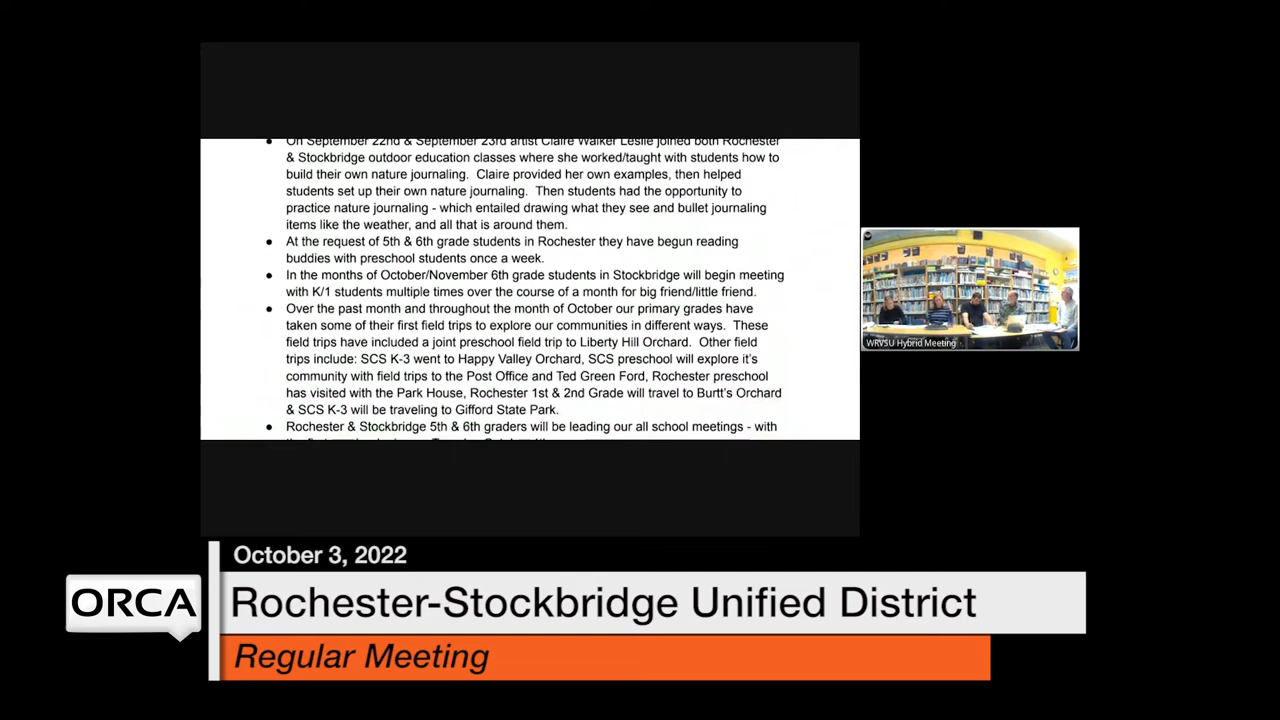 On September 22nd & September 23rd artist Claire Walker Leslie joined both Rochester
& Stockbridge outdoor education classes where she worked/taught with students how to
build their own nature journaling.  Claire provided her own examples, then helped
students set up their own nature journaling.  Then students had the opportunity to
practice nature journaling - which entailed drawing what they see and bullet journaling
items like the weather, and all that is around them.
At the request of 5th & 6th grade students in Rochester they have begun reading
buddies with preschool students once a week.
In the months of October/November 6th grade students in Stockbridge will begin meeting
with K/1 students multiple times over the course of a month for big friend/little friend.
Over the past month and throughout the month of October our primary grades have
taken some of their first field trips to explore our communities in different ways.  These
field trips have included a joint preschool field trip to Liberty Hill Orchard.  Other field
trips include: SCS K-3 went to Happy Valley Orchard, SCS preschool will explore it's
community with field trips to the Post Office and Ted Green Ford, Rochester preschool
has visited with the Park House, Rochester 1st & 2nd Grade will travel to Burtt's Orchard
& SCS K-3 will be traveling to Gifford State Park.
Rochester & Stockbridge 5th & 6th graders will be leading our all school meetings - with
WRVSU Hybrid Meeting
October 3, 2022
ORCA
Rochester-Stockbridge Unified District
Regular Meeting